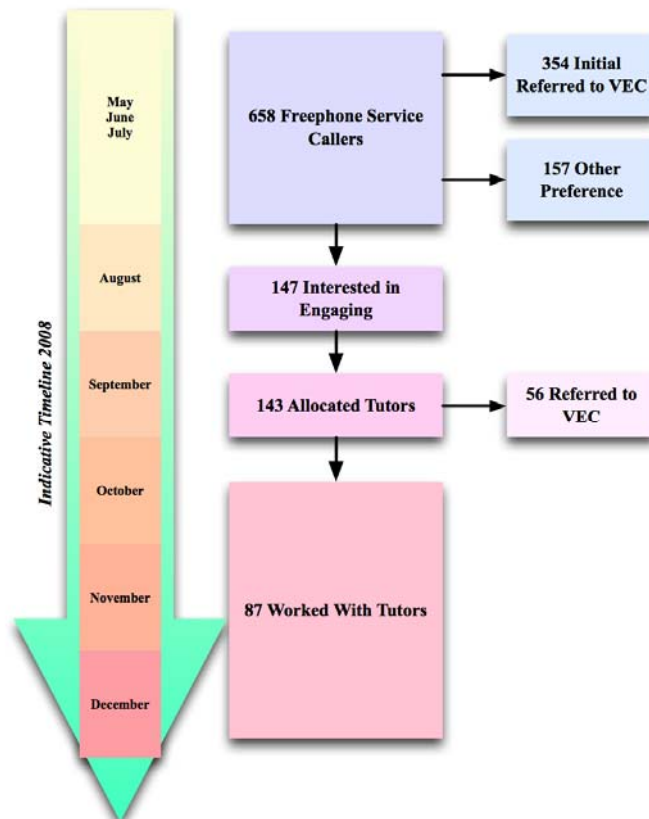 Indicative Timeline 2008
May
June
July
August
September
October
November
December
658 Freephone Service
Callers
354 Initial
Referred to VEC
157 Other
Preference
147 Interested in
Engaging
143 Allocated Tutors
56 Referred to
VEC
87 Worked With Tutors